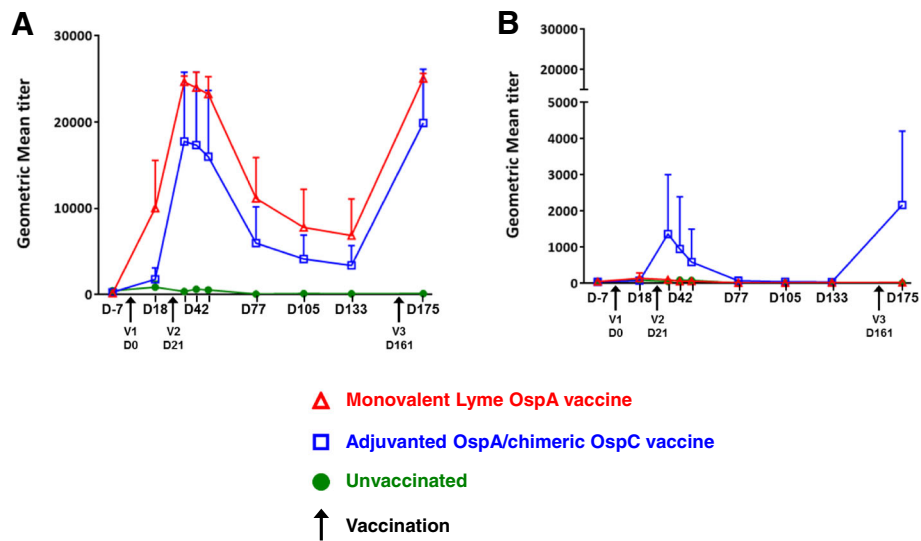 A
Geometric Mean titer
30000
20000
10000
0
D-7 D18 D42 D77 D105 D133 D175
V1 V2 V3
D0 D21 D161
B
Geometric Mean titer
30000
20000
5000
4000
3000
2000
1000
0
D-7 D18 D42 D77 D105 D133 D175
V1 V2 V3
D0 D21 D161
Monovalent Lyme OspA vaccine
Adjuvanted OspA/chimeric OspC vaccine
Unvaccinated
Vaccination